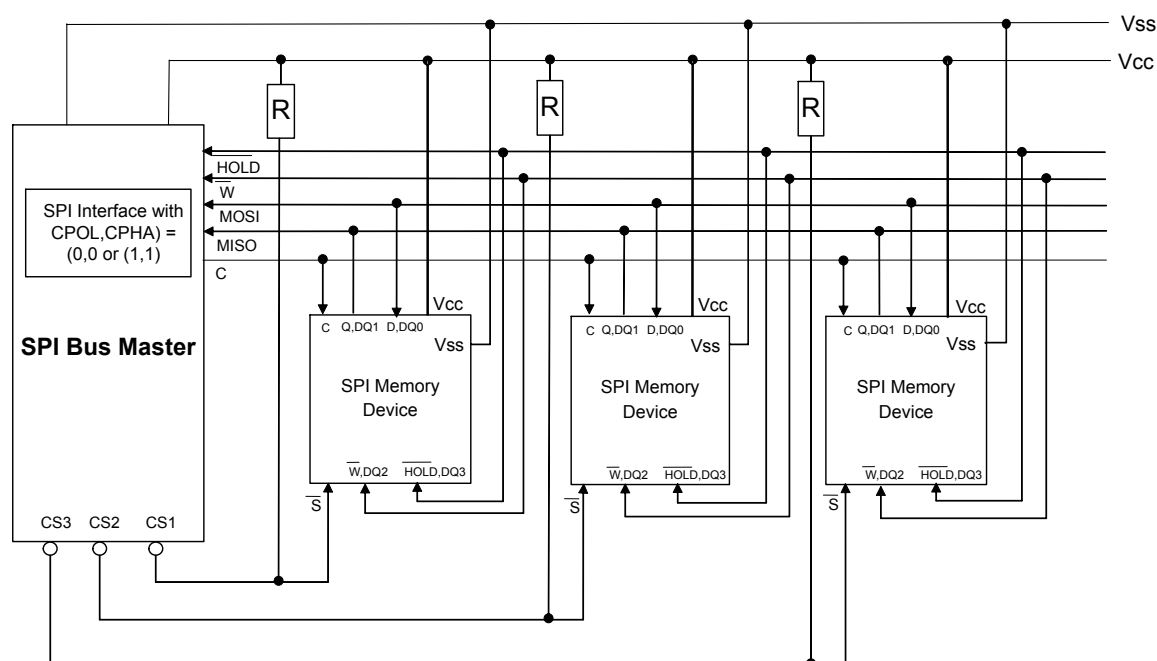 Vss
Vcc
R
R
R
HOLD
W
MOSI
MISO
C
SPI Interface with
CPOL,CPHA) =
(0,0 or (1,1)
SPI Bus Master
CS3 CS2 CS1
C Q,DQ1 D,DQ0
Vcc
Vss
SPI Memory
Device
W,DQ2 HOLD,DQ3
S
C Q,DQ1 D,DQ0
Vcc
Vss
SPI Memory
Device
W,DQ2 HOLD,DQ3
S
C Q,DQ1 D,DQ0
Vcc
Vss
SPI Memory
Device
W,DQ2 HOLD,DQ3
S